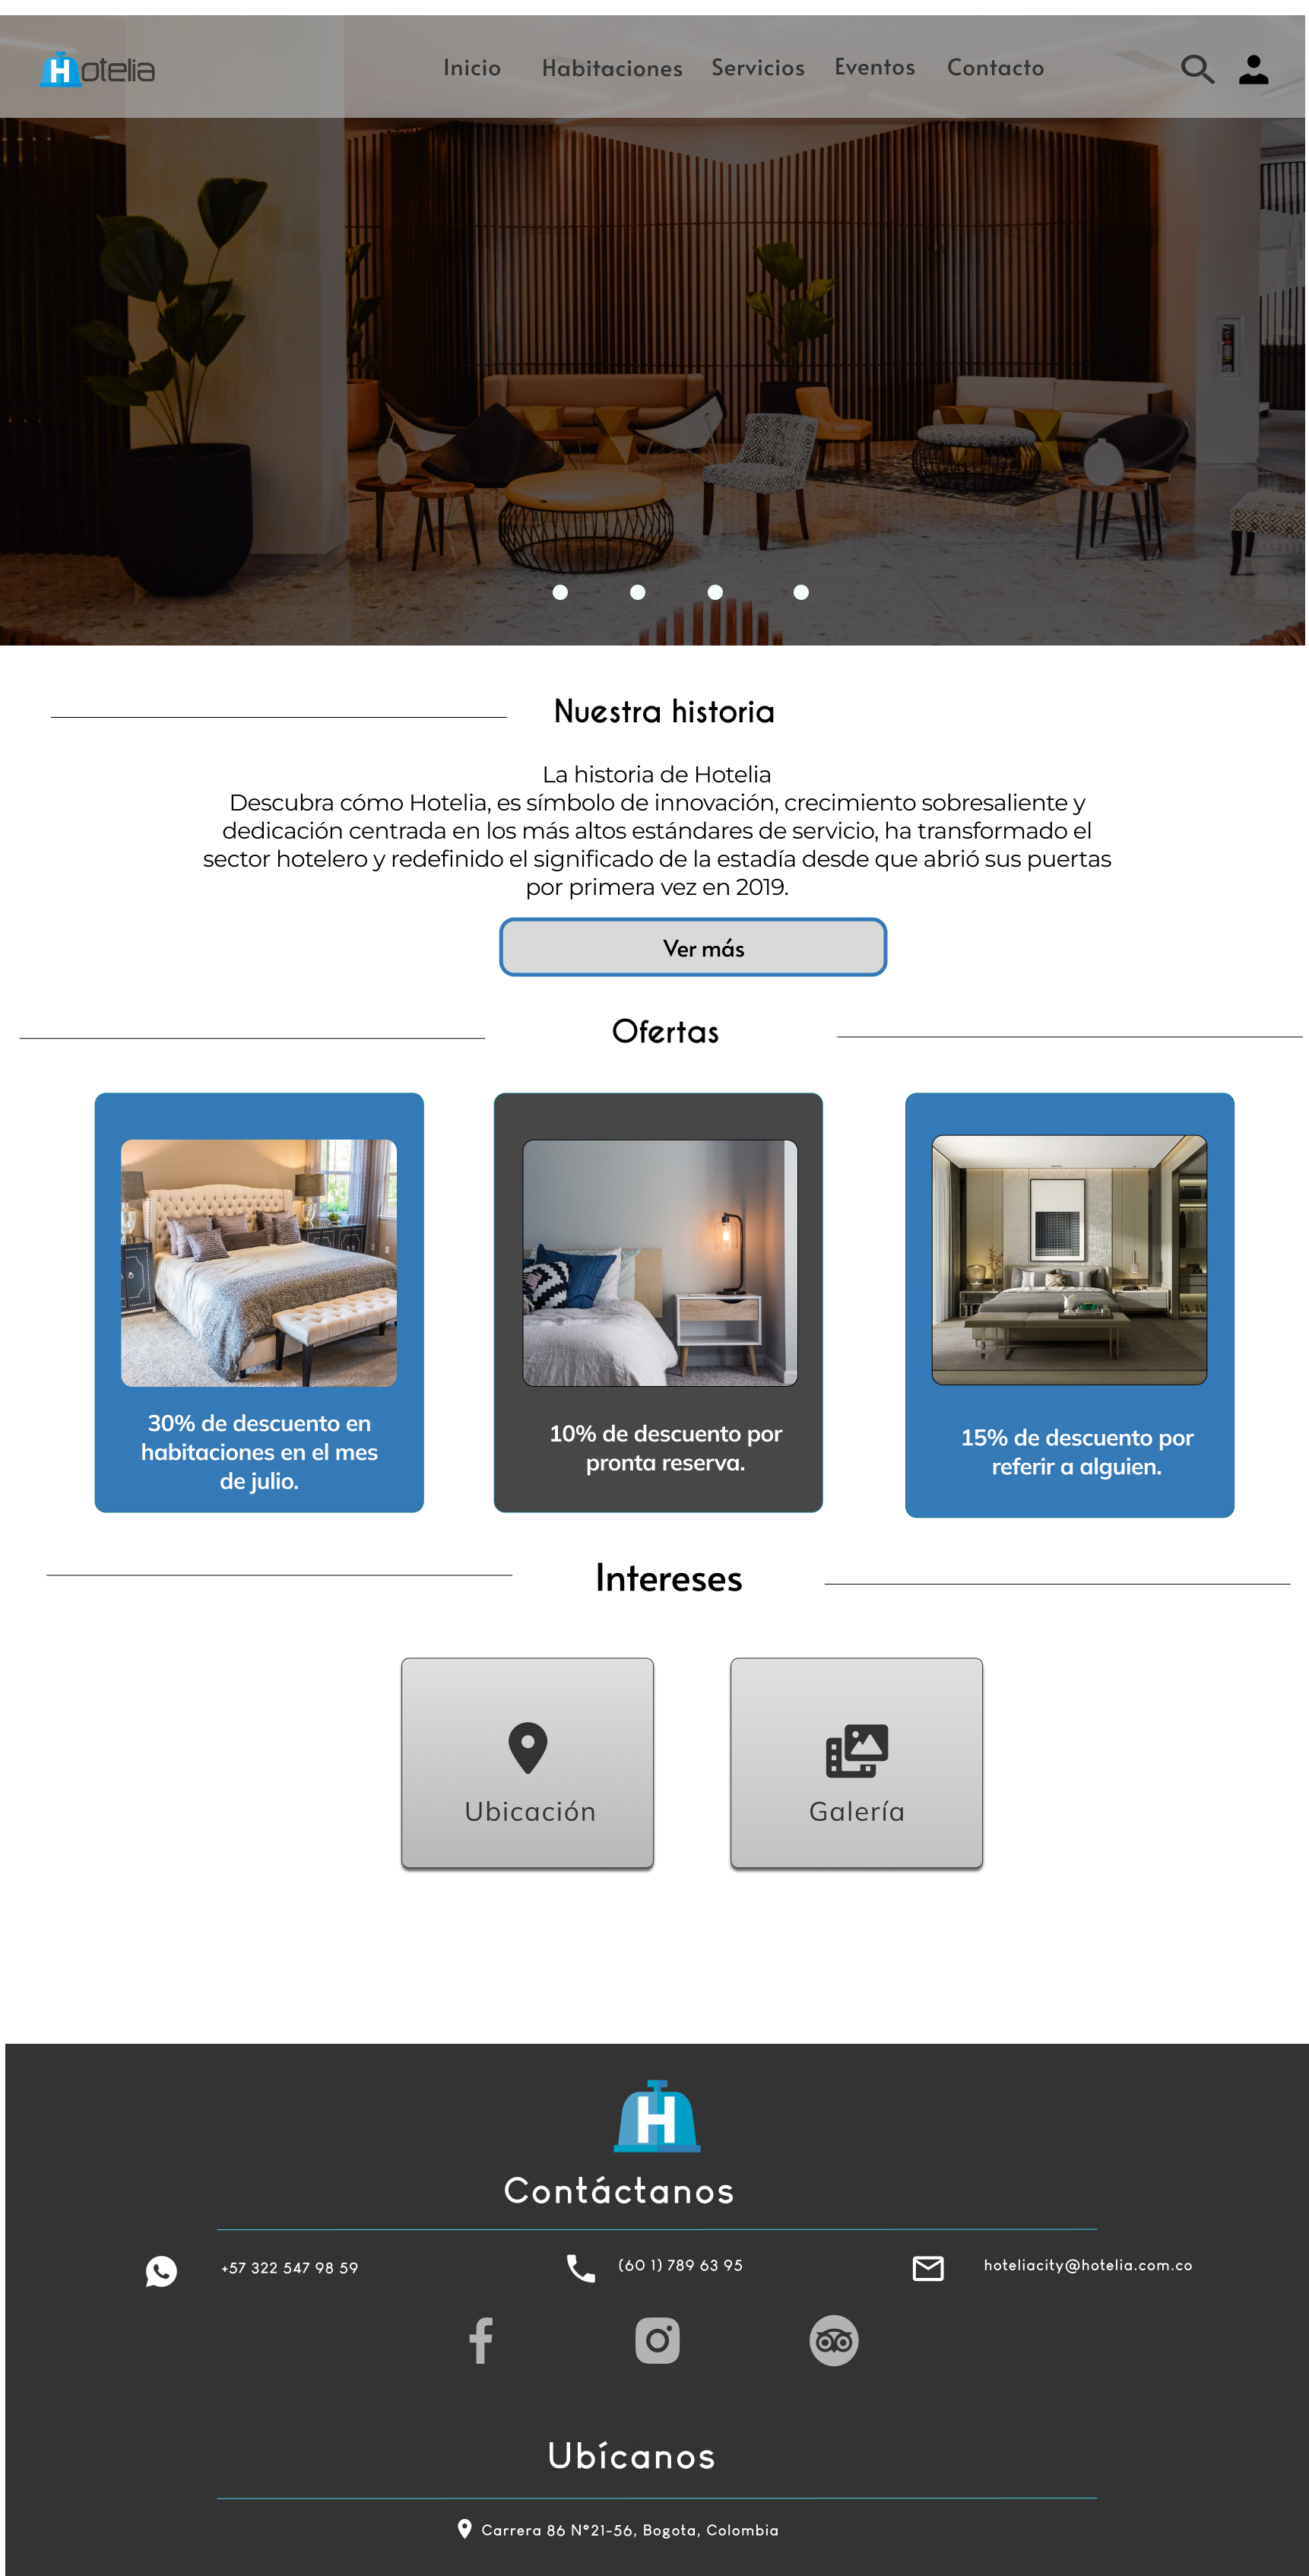 Hotelia
Inicio Habitaciones Servicios Eventos Contacto
Nuestra historia
La historia de Hotelia
Descubra cómo Hotelia, es símbolo de innovación, crecimiento sobresaliente y
dedicación centrada en los más altos estándares de servicio, ha transformado el
sector hotelero y redefinido el significado de la estadía desde que abrió sus puertas
por primera vez en 2019.
Ver más
Ofertas
30% de descuento en
habitaciones en el mes
de julio.
10% de descuento por
pronta reserva.
15% de descuento por
referir a alguien.
Intereses
Ubicación
Galería
H
Contáctanos
+57 322 547 98 59
(60 1) 789 63 95
hoteliacity@hotelia.com.co
Ubícanos
Carrera 86 N°21-56, Bogota, Colombia